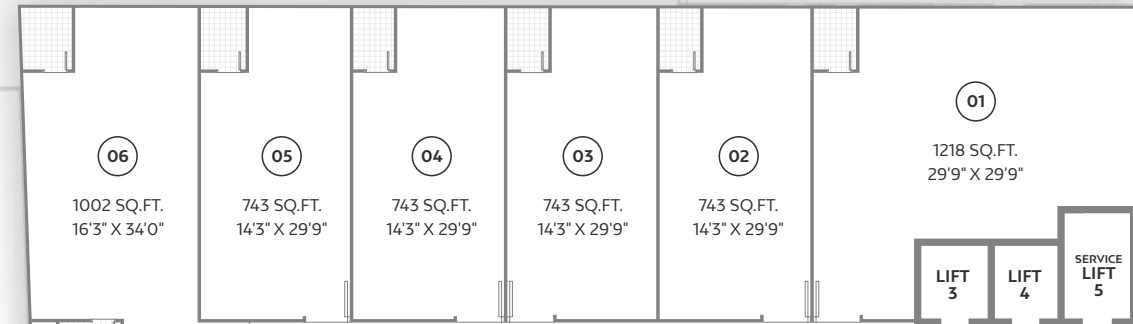 06
1002 SQ.FT.
16'3" X 34'0"
05
743 SQ.FT.
14'3" X 29'9"
04
743 SQ.FT.
14'3" X 29'9"
03
743 SQ.FT.
14'3" X 29'9"
02
743 SQ.FT.
14'3" X 29'9"
01
1218 SQ.FT.
29'9" X 29'9"
LIFT
3
LIFT
4
SERVICE
LIFT
5